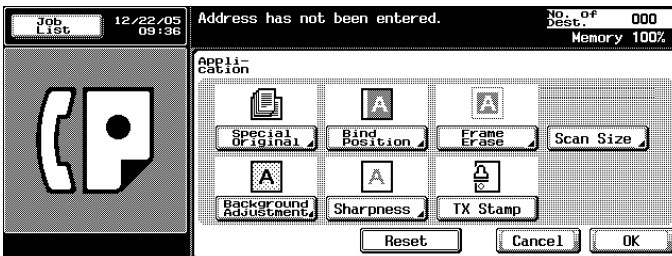 Job List
12/22/05
09:36
Address has not been entered.
No. of Dest. 000
Memory 100%
Appli-
cation
Special Original
Bind Position
Frame Erase
Scan Size
Background Adjustment
Sharpness
TX Stamp
Reset
Cancel
OK